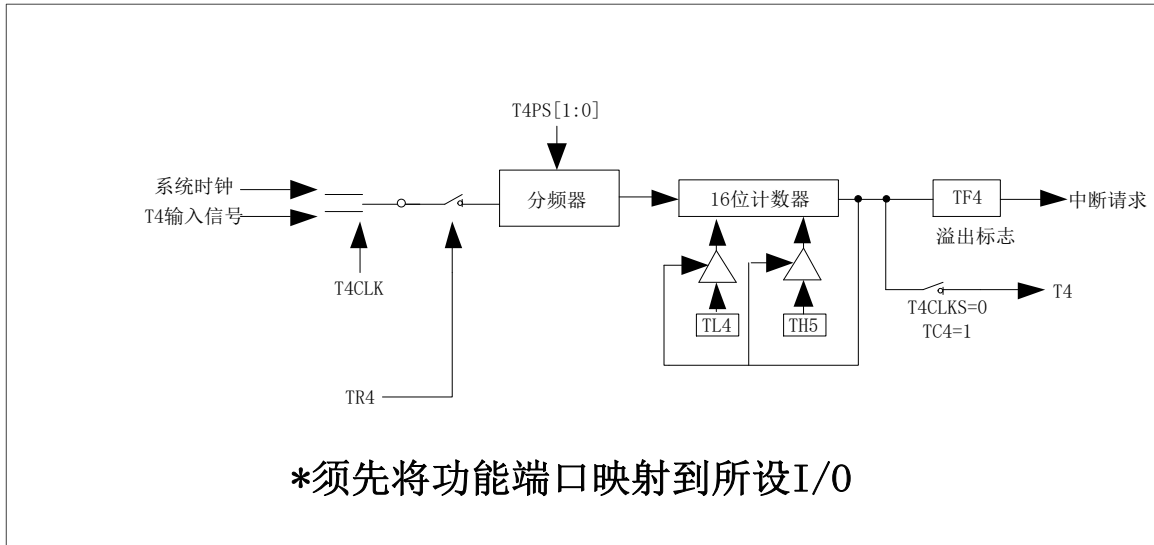 T4PS[1:0]
系统时钟
T4输入信号
分频器
16位计数器
TF4
中断请求
溢出标志
T4CLK
TL4
TH5
T4CLKS=0
TC4=1
T4
TR4
*须先将功能端口映射到所设I/O